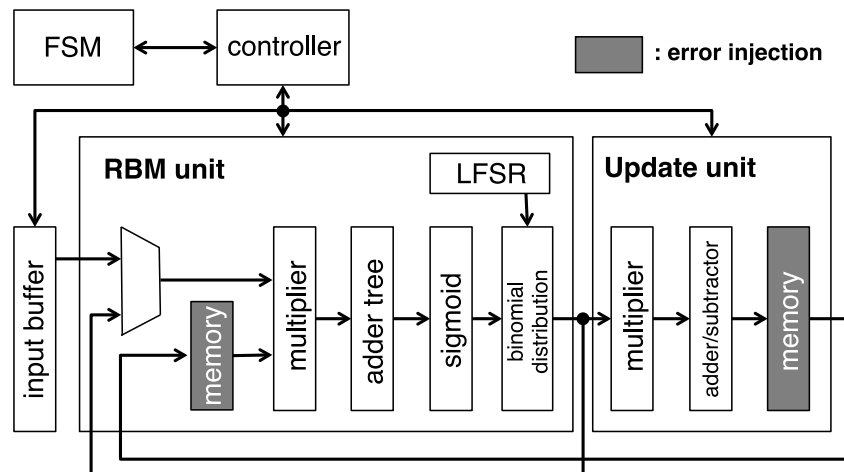 FSM
controller
: error injection
RBM unit
LFSR
Update unit
input buffer
memory
multiplier
adder tree
sigmoid
binomial
distribution
multiplier
adder/subtractor
memory